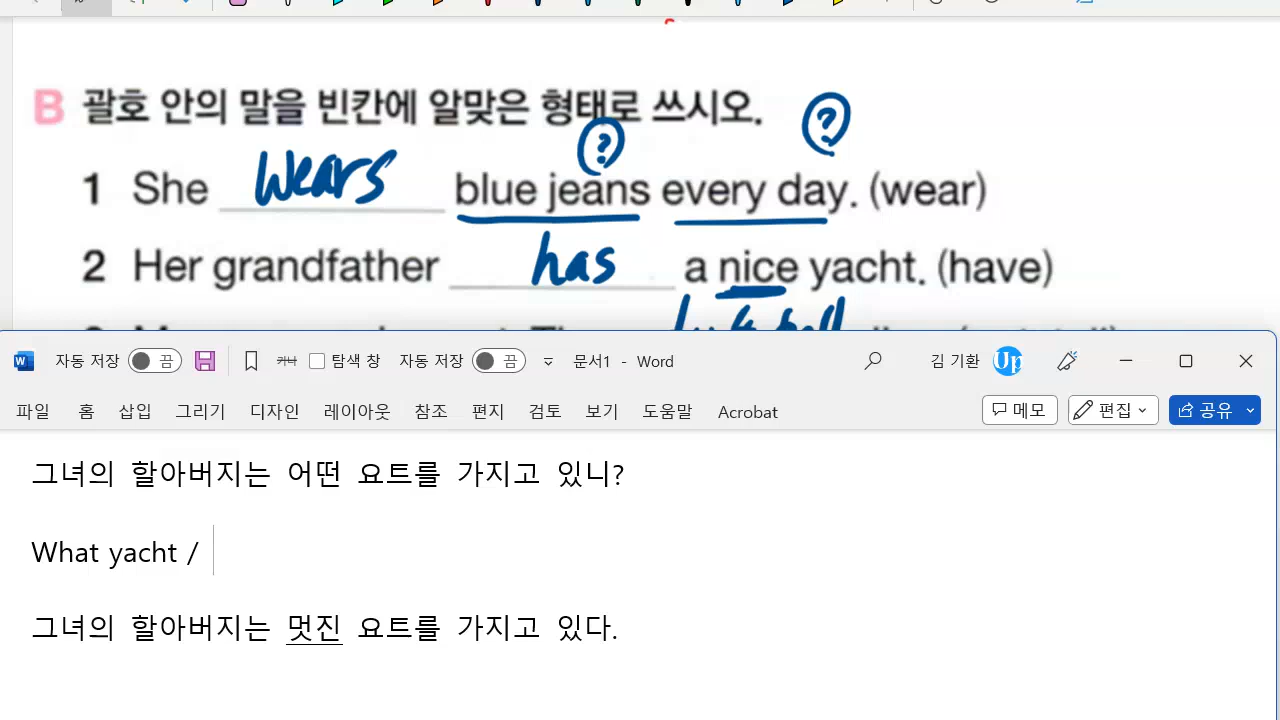 B 괄호 안의 말을 빈칸에 알맞은 형태로 쓰시오.
? ?
1 She wears blue jeans every day. (wear)
2 Her grandfather has a nice yacht. (have)
자동 저장 끔 가나 탐색 창 자동 저장 끔 문서1 - Word 김 기환 Up
파일 홈 삽입 그리기 디자인 레이아웃 참조 편지 검토 보기 도움말 Acrobat 메모 편집 공유
그녀의 할아버지는 어떤 요트를 가지고 있니?
What yacht /
그녀의 할아버지는 멋진 요트를 가지고 있다.